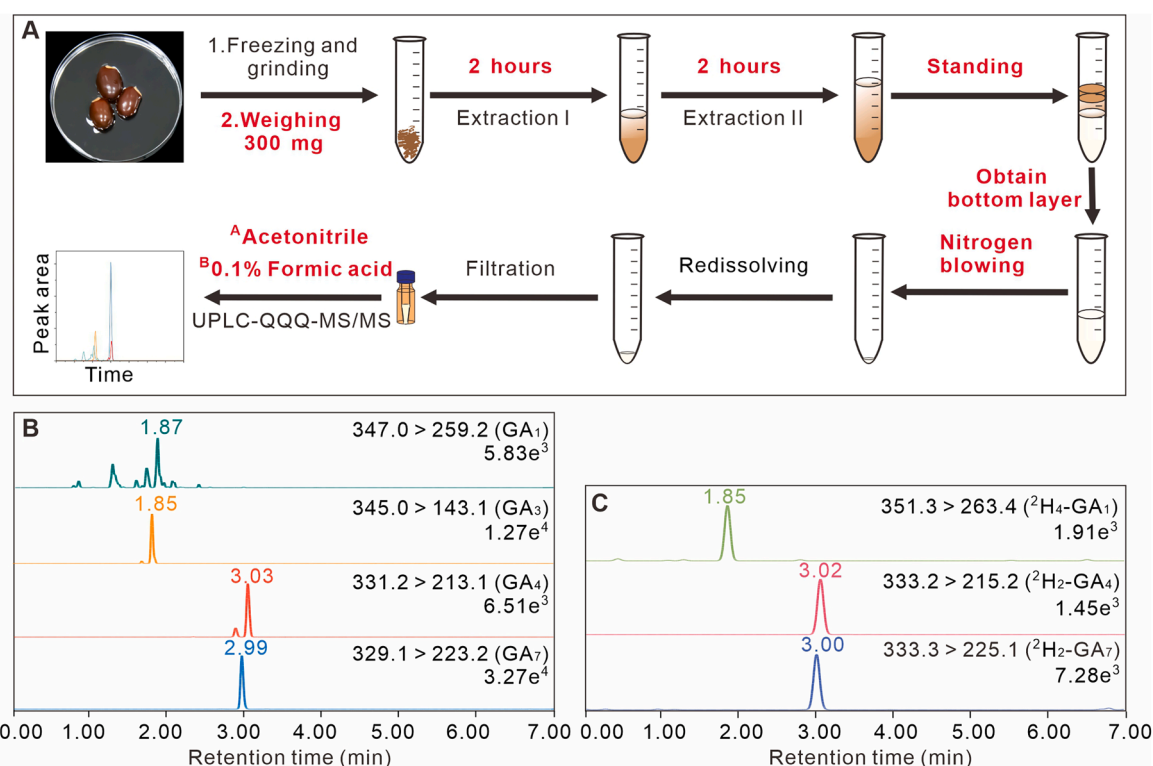 A
1.Freezing and
grinding
2.Weighing
300 mg
2 hours
Extraction I
2 hours
Extraction II
Standing
Obtain
bottom layer
Nitrogen
blowing
Redissolving
Filtration
ᴬAcetonitrile
ᴮ0.1% Formic acid
UPLC-QQQ-MS/MS
Peak area
Time
B
1.87
347.0 > 259.2 (GA₁)
5.83e³
1.85
345.0 > 143.1 (GA₃)
1.27e⁴
3.03
331.2 > 213.1 (GA₄)
6.51e³
2.99
329.1 > 223.2 (GA₇)
3.27e⁴
0.00 1.00 2.00 3.00 4.00 5.00 6.00 7.00
Retention time (min)
C
1.85
351.3 > 263.4 (²H₄-GA₁)
1.91e³
3.02
333.2 > 215.2 (²H₂-GA₄)
1.45e³
3.00
333.3 > 225.1 (²H₂-GA₇)
7.28e³
0.00 1.00 2.00 3.00 4.00 5.00 6.00 7.00
Retention time (min)